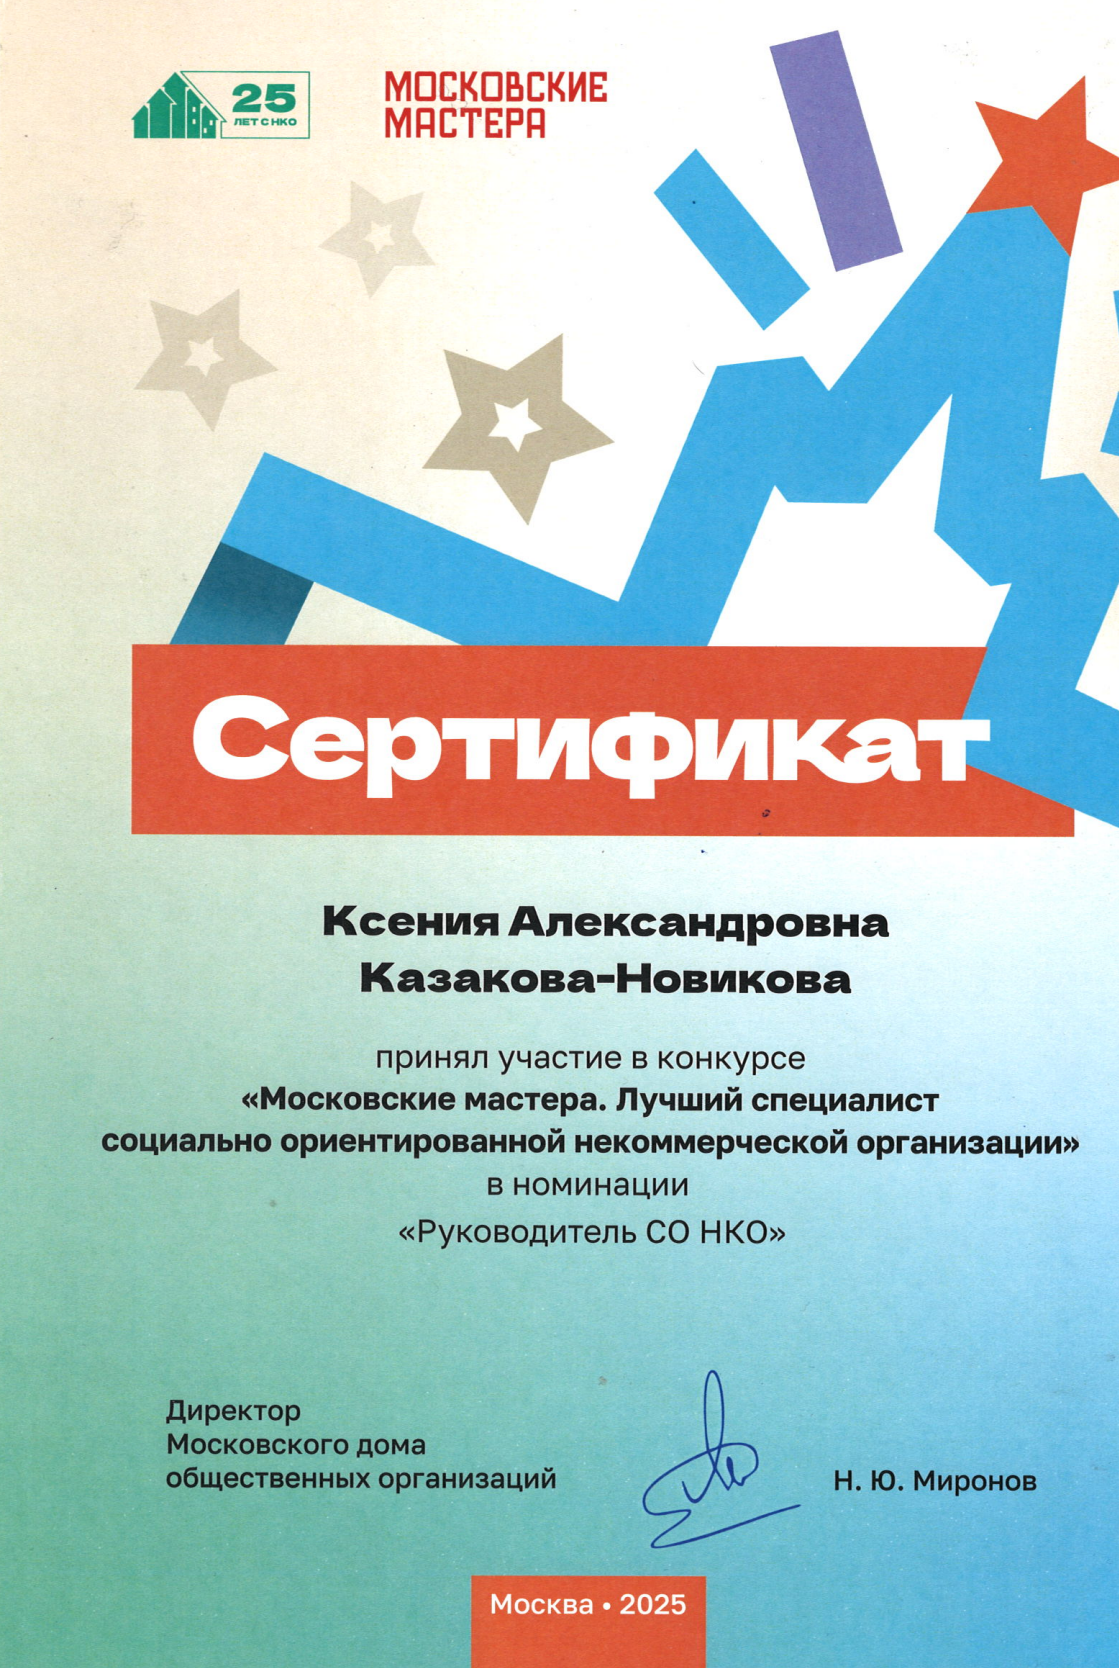 25
ЛЕТ С НКО
МОСКОВСКИЕ
МАСТЕРА
Сертификат
Ксения Александровна
Казакова-Новикова
принял участие в конкурсе
«Московские мастера. Лучший специалист
социально ориентированной некоммерческой организации»
в номинации
«Руководитель СО НКО»
Директор
Московского дома
общественных организаций
Н. Ю. Миронов
Москва • 2025